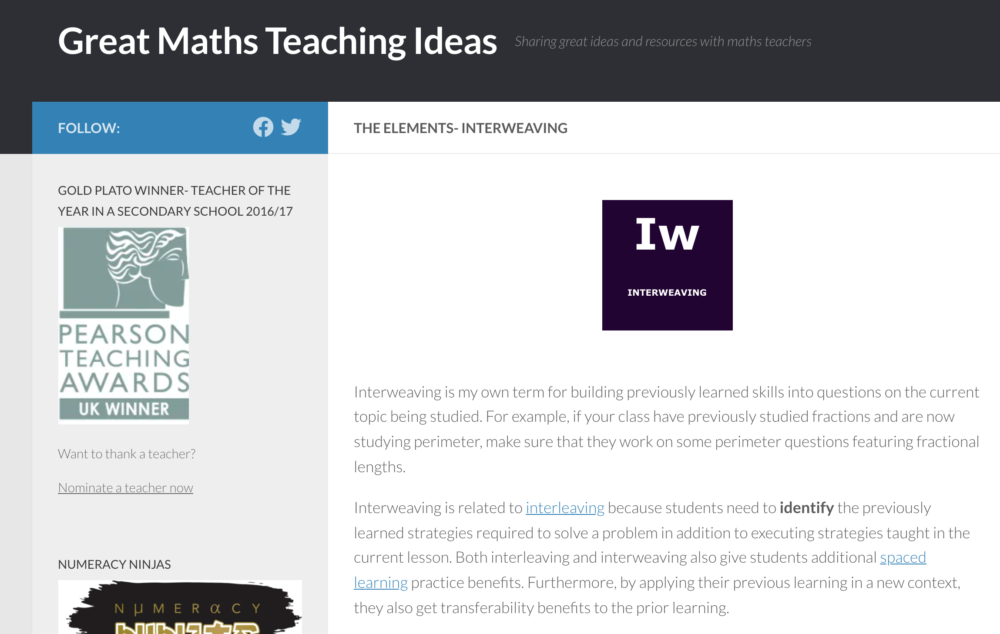 Great Maths Teaching Ideas
Sharing great ideas and resources with maths teachers
FOLLOW:
GOLD PLATO WINNER- TEACHER OF THE
YEAR IN A SECONDARY SCHOOL 2016/17
PEARSON
TEACHING
AWARDS
UK WINNER
Want to thank a teacher?
Nominate a teacher now
NUMERACY NINJAS
NμMERαCY
THE ELEMENTS- INTERWEAVING
Iw
INTERWEAVING
Interweaving is my own term for building previously learned skills into questions on the current
topic being studied. For example, if your class have previously studied fractions and are now
studying perimeter, make sure that they work on some perimeter questions featuring fractional
lengths.
Interweaving is related to interleaving because students need to identify the previously
learned strategies required to solve a problem in addition to executing strategies taught in the
current lesson. Both interleaving and interweaving also give students additional spaced
learning practice benefits. Furthermore, by applying their previous learning in a new context,
they also get transferability benefits to the prior learning.